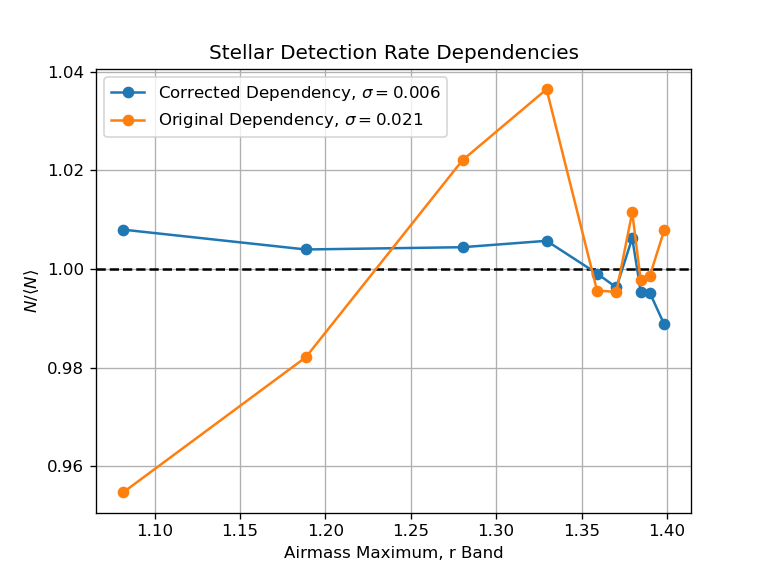 Stellar Detection Rate Dependencies
Corrected Dependency, σ = 0.006
Original Dependency, σ = 0.021
1.04
1.02
1.00
0.98
0.96
N/⟨N⟩
1.10 1.15 1.20 1.25 1.30 1.35 1.40
Airmass Maximum, r Band